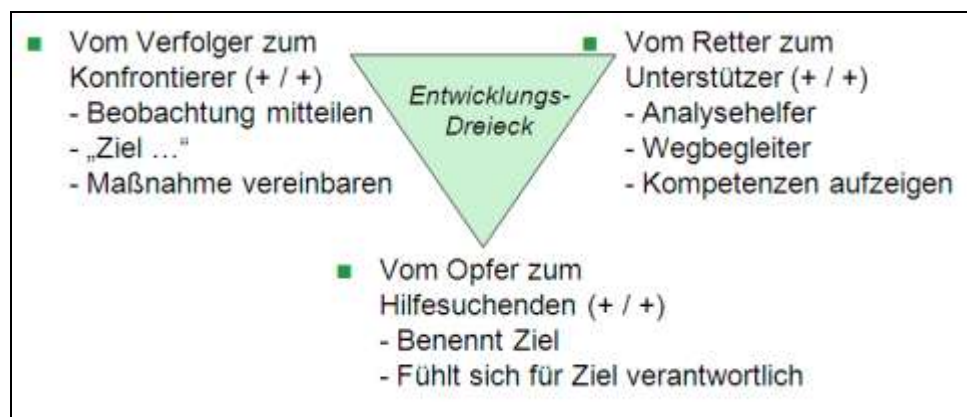 ■ Vom Verfolger zum
Konfrontierer (+ / +)
- Beobachtung mitteilen
- „Ziel …“
- Maßnahme vereinbaren
Entwicklungs-
Dreieck
■ Vom Retter zum
Unterstützer (+ / +)
- Analysehelfer
- Wegbegleiter
- Kompetenzen aufzeigen
■ Vom Opfer zum
Hilfesuchenden (+ / +)
- Benennt Ziel
- Fühlt sich für Ziel verantwortlich